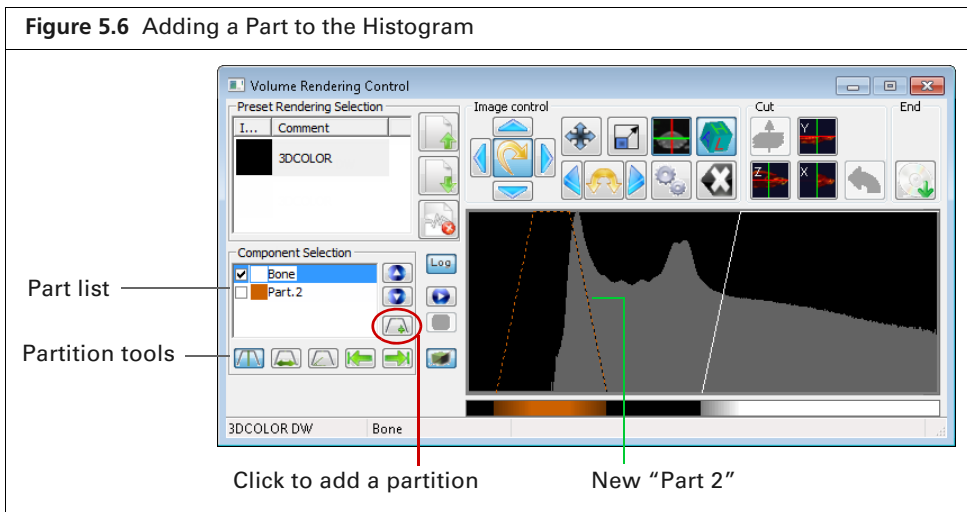 Figure 5.6 Adding a Part to the Histogram
Volume Rendering Control
Preset Rendering Selection
I... Comment
3DCOLOR
Image control
Cut
End
Y
Z
X
Component Selection
Bone
Part.2
Log
Part list
Partition tools
3DCOLOR DW Bone
Click to add a partition
New “Part 2”